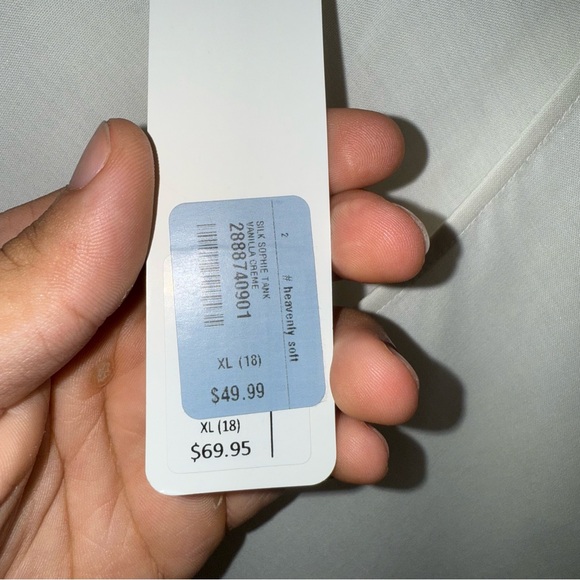 SILK SOPHIE TANK
VANILLA CREME
2888740901
2
# heavenly soft
XL (18)
$49.99
XL (18)
$69.95